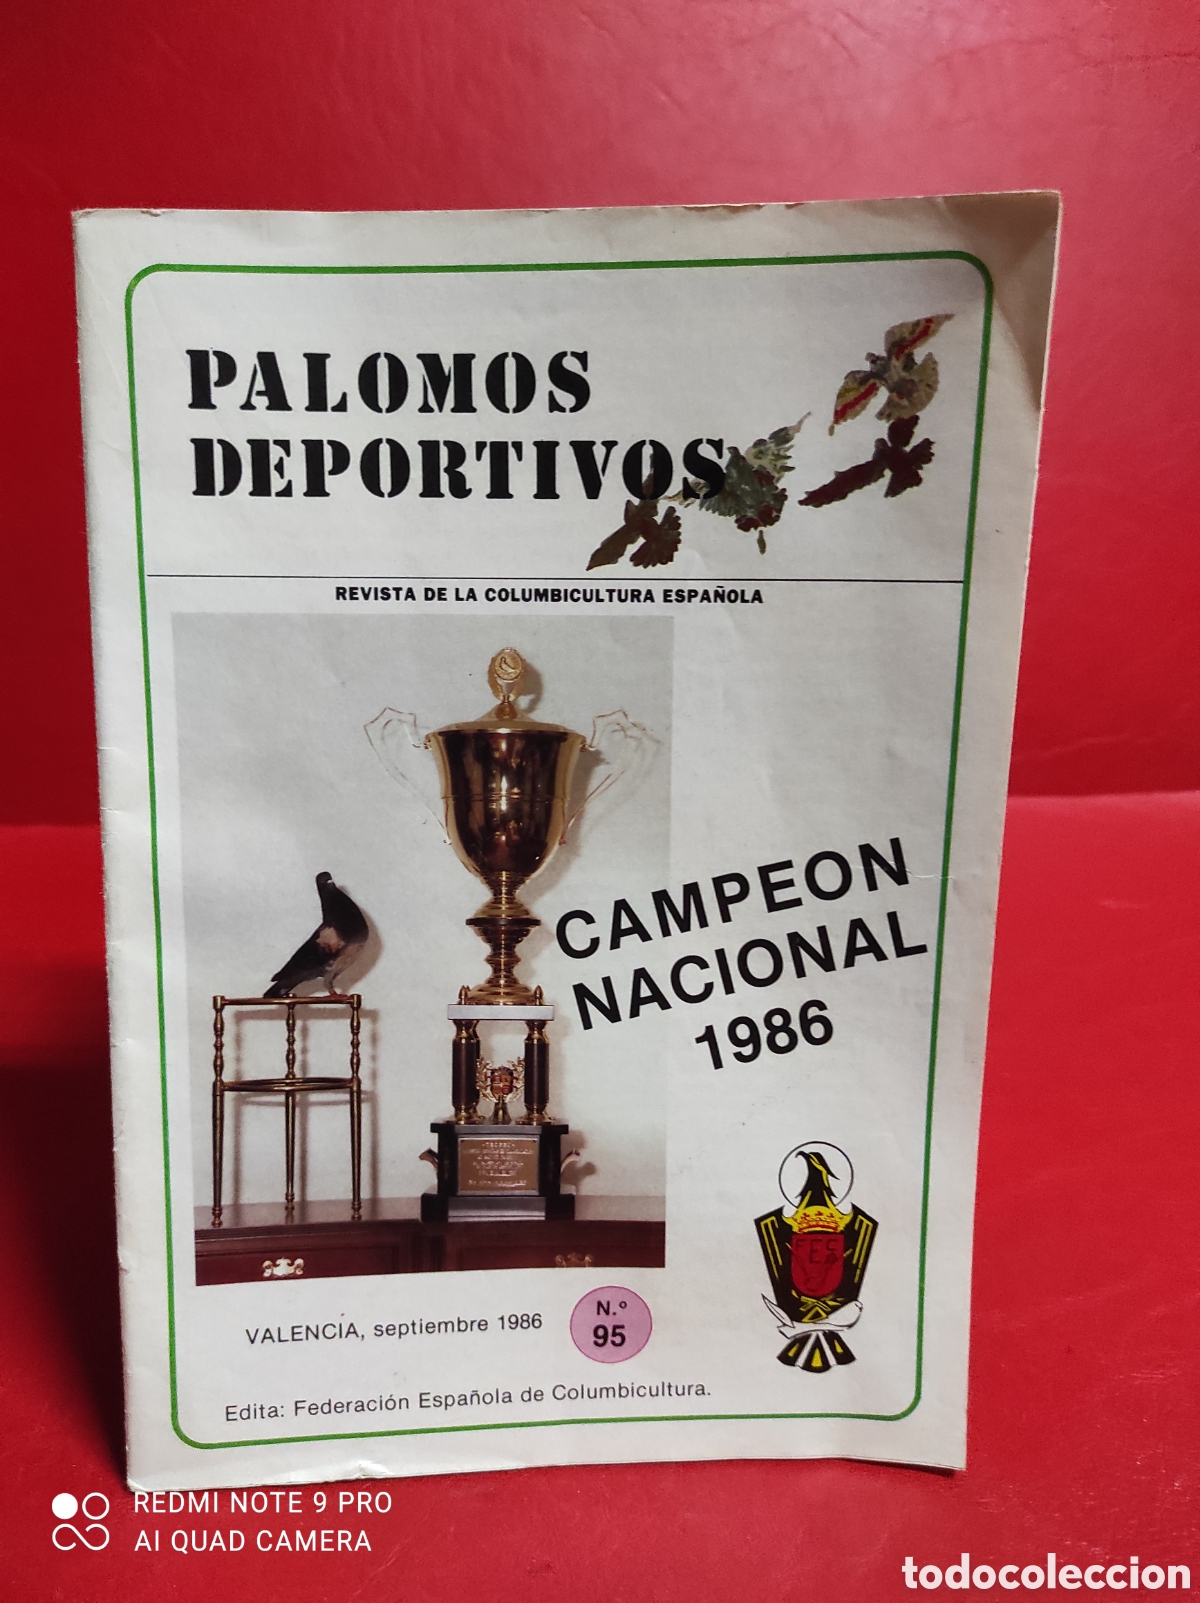 PALOMOS
DEPORTIVOS
REVISTA DE LA COLUMBICULTURA ESPAÑOLA
CAMPEON
NACIONAL
1986
FEC
VALENCIA, septiembre 1986
N.º
95
Edita: Federación Española de Columbicultura.
REDMI NOTE 9 PRO
AI QUAD CAMERA
todocoleccion